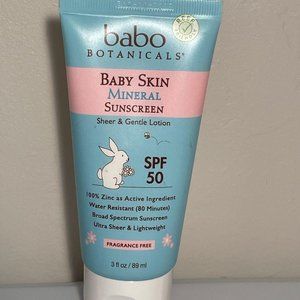 babo
BOTANICALS®
BABY SKIN
MINERAL
SUNSCREEN
Sheer & Gentle Lotion
SPF
50
100% Zinc as Active Ingredient
Water Resistant (80 Minutes)
Broad Spectrum Sunscreen
Ultra Sheer & Lightweight
FRAGRANCE FREE
3 fl oz/ 89 ml